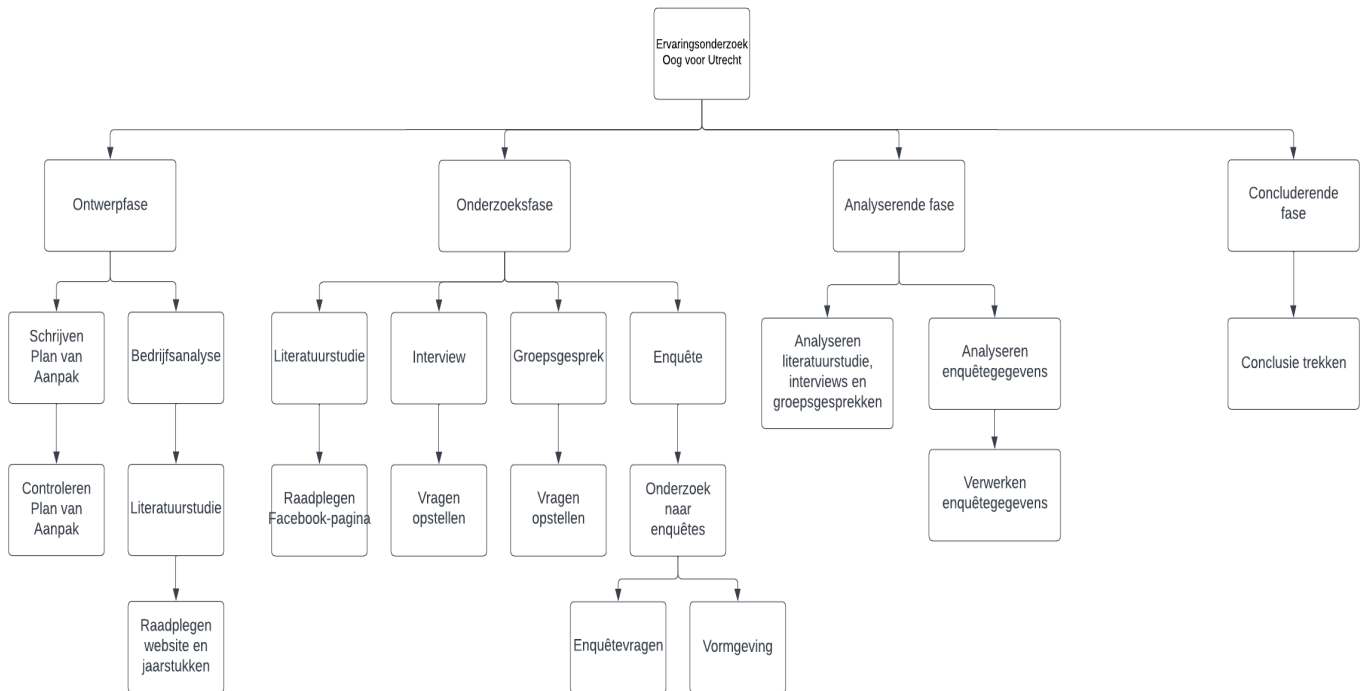 Ervaringsonderzoek
Oog voor Utrecht
Ontwerpfase
Onderzoeksfase
Analyserende fase
Concluderende
fase
Schrijven
Plan van
Aanpak
Bedrijfsanalyse
Literatuurstudie
Interview
Groepsgesprek
Enquête
Analyseren
literatuurstudie,
interviews en
groepsgesprekken
Analyseren
enquêtegegevens
Conclusie trekken
Controleren
Plan van
Aanpak
Literatuurstudie
Raadplegen
Facebook-pagina
Vragen
opstellen
Vragen
opstellen
Onderzoek
naar
enquêtes
Verwerken
enquêtegegevens
Raadplegen
website en
jaarstukken
Enquêtevragen
Vormgeving